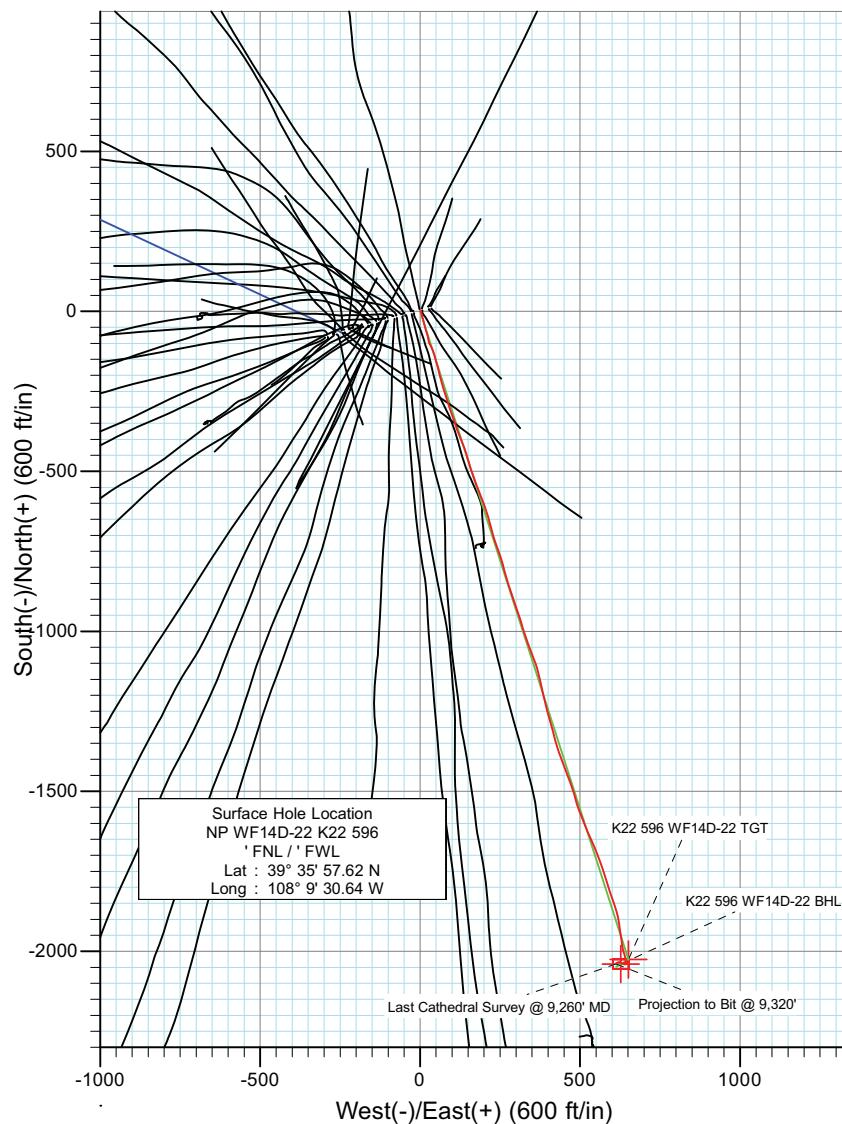 500
0
-500
-1000
-1500
-2000
South(-)/North(+) (600 ft/in)
Surface Hole Location
NP WF14D-22 K22 596
' FNL / ' FWL
Lat : 39° 35' 57.62 N
Long : 108° 9' 30.64 W
K22 596 WF14D-22 TGT
K22 596 WF14D-22 BHL
Last Cathedral Survey @ 9,260' MD
Projection to Bit @ 9,320'
-1000
-500
0
500
1000
West(-)/East(+) (600 ft/in)